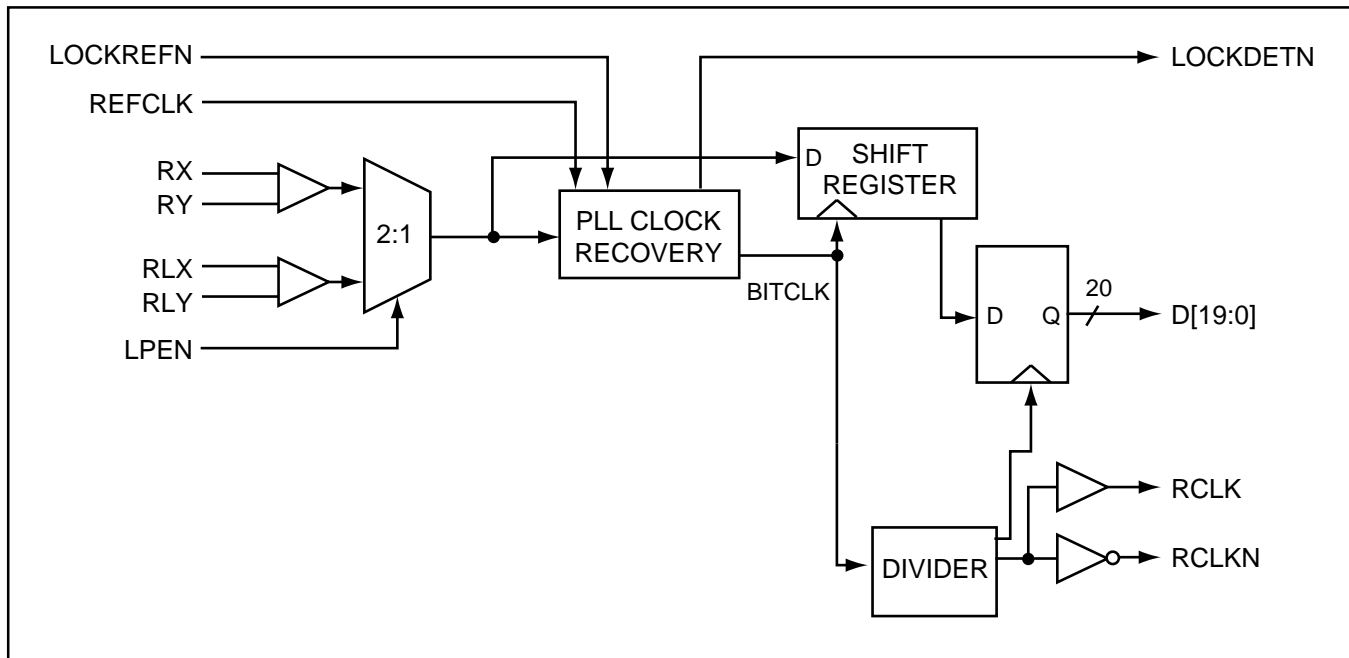 LOCKREFN
LOCKDETN
REFCLK
RX
RY
2:1
RLX
RLY
LPEN
PLL CLOCK
RECOVERY
BITCLK
D
SHIFT
REGISTER
D
Q
20
D[19:0]
DIVIDER
RCLK
RCLKN